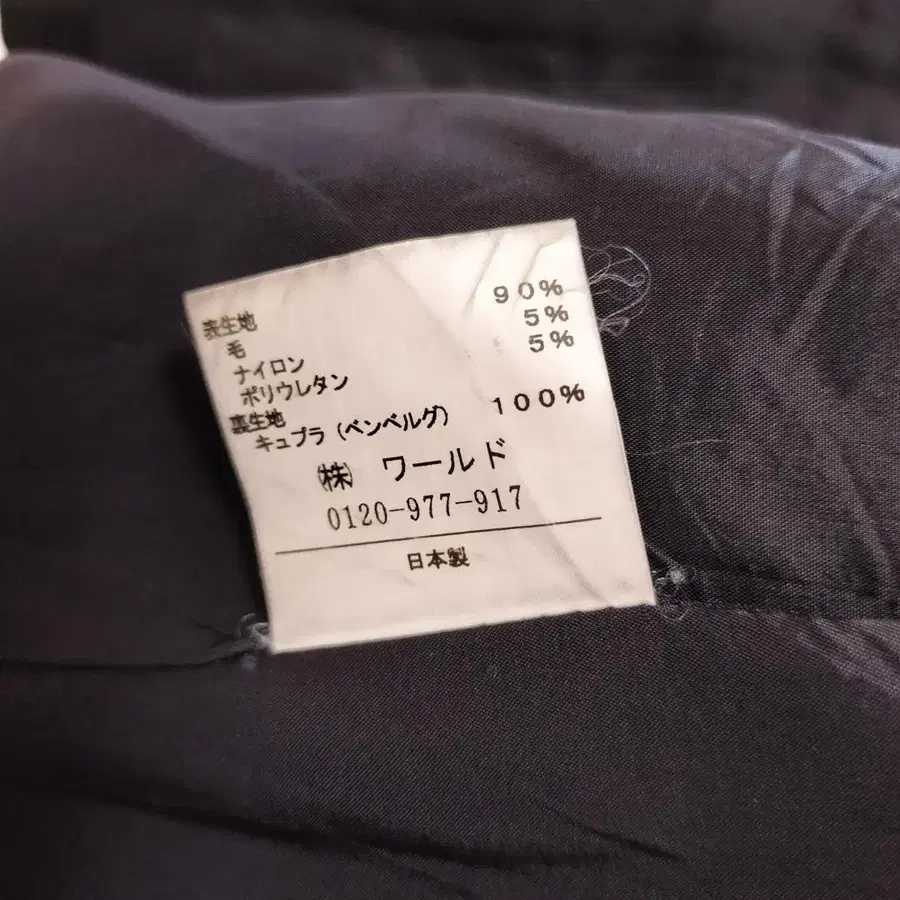 表生地
毛 90%
ナイロン 5%
ポリウレタン 5%
裏生地
キュプラ（ベンベルグ） 100%
㈱ ワールド
0120-977-917
日本製